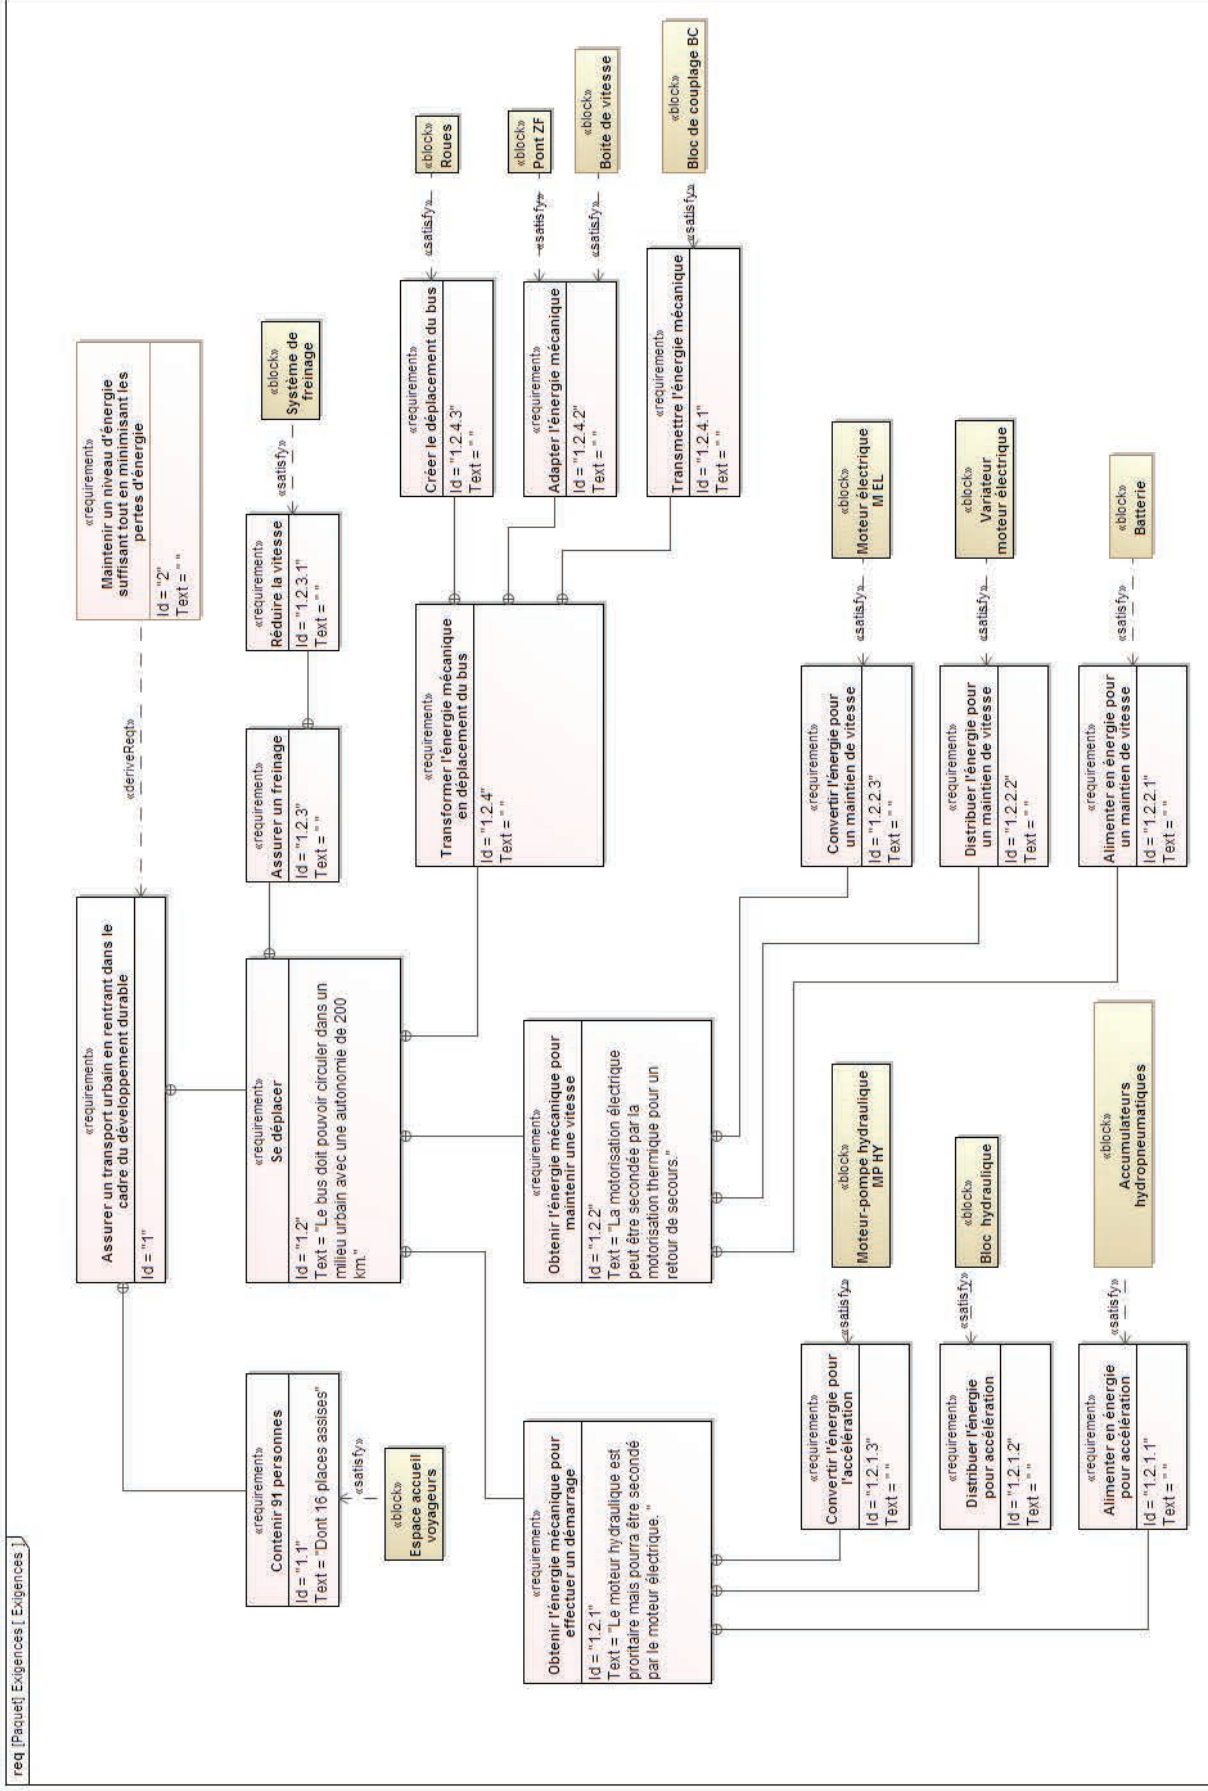 req [Paquet] Exigences [ Exigences ]
«requirement»
Assurer un transport urbain en rentrant dans le
cadre du développement durable
Id = "1"
«deriveReqt»
«requirement»
Maintenir un niveau d'énergie
suffisant tout en minimisant les
pertes d'énergie
Id = "2"
Text = " "
«requirement»
Contenir 91 personnes
Id = "1.1"
Text = "Dont 16 places assises"
«satisfy»
«block»
Espace accueil
voyageurs
«requirement»
Se déplacer
Id = "1.2"
Text = "Le bus doit pouvoir circuler dans un
milieu urbain avec une autonomie de 200
km."
«requirement»
Assurer un freinage
Id = "1.2.3"
Text = " "
«requirement»
Réduire la vitesse
Id = "1.2.3.1"
Text = " "
«satisfy»
«block»
Système de
freinage
«requirement»
Transformer l'énergie mécanique
en déplacement du bus
Id = "1.2.4"
Text = " "
«requirement»
Créer le déplacement du bus
Id = "1.2.4.3"
Text = " "
«satisfy»
«block»
Roues
«requirement»
Adapter l'énergie mécanique
Id = "1.2.4.2"
Text = " "
«satisfy»
«block»
Pont ZF
«satisfy»
«block»
Boite de vitesse
«requirement»
Transmettre l'énergie mécanique
Id = "1.2.4.1"
Text = " "
«satisfy»
«block»
Bloc de couplage BC
«requirement»
Obtenir l'énergie mécanique pour
effectuer un démarrage
Id = "1.2.1"
Text = "Le moteur hydraulique est
proritaire mais pourra être secondé
par le moteur électrique. "
«requirement»
Obtenir l'énergie mécanique pour
maintenir une vitesse
Id = "1.2.2"
Text = "La motorisation électrique
peut être secondée par la
motorisation thermique pour un
retour de secours."
«requirement»
Convertir l'énergie pour
l'accélération
Id = "1.2.1.3"
Text = " "
«satisfy»
«block»
Moteur-pompe hydraulique
MP HY
«requirement»
Convertir l'énergie pour
un maintien de vitesse
Id = "1.2.2.3"
Text = " "
«satisfy»
«block»
Moteur électrique
M EL
«requirement»
Distribuer l'énergie
pour accélération
Id = "1.2.1.2"
Text = " "
«satisfy»
«block»
Bloc hydraulique
«requirement»
Distribuer l'énergie pour
un maintien de vitesse
Id = "1.2.2.2"
Text = " "
«satisfy»
«block»
Variateur
moteur électrique
«requirement»
Alimenter en énergie
pour accélération
Id = "1.2.1.1"
Text = " "
«satisfy»
«block»
Accumulateurs
hydropneumatiques
«requirement»
Alimenter en énergie pour
un maintien de vitesse
Id = "1.2.2.1"
Text = " "
«satisfy»
«block»
Batterie